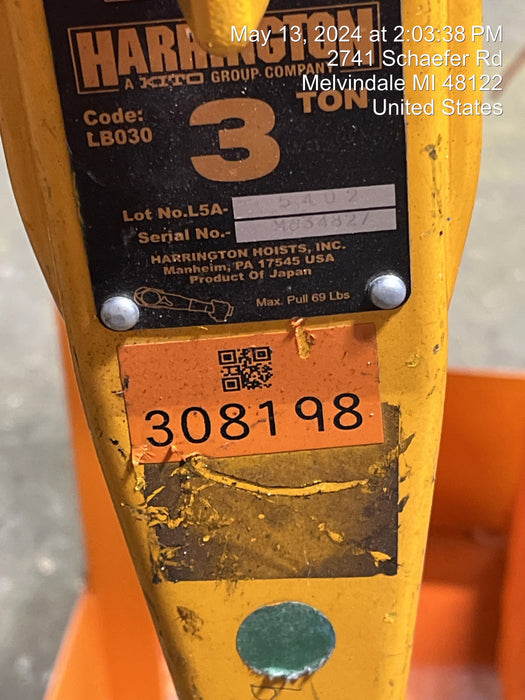 May 13, 2024 at 2:03:38 PM
2741 Schaefer Rd
Melvindale MI 48122
United States
HARRINGTON
A KITO GROUP COMPANY
Code:
LB030
3 TON
Lot No.L5A- 5402
Serial No.-
HARRINGTON HOISTS, INC.
Manheim, PA 17545 USA
Product Of Japan
Max. Pull 69 Lbs
308198